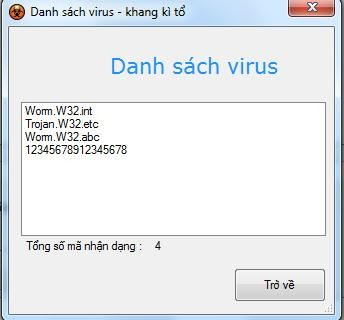 Danh sách virus - khang kì tổ
Danh sách virus
Worm.W32.int
Trojan.W32.etc
Worm.W32.abc
12345678912345678
Tổng số mã nhận dạng : 4
Trở về